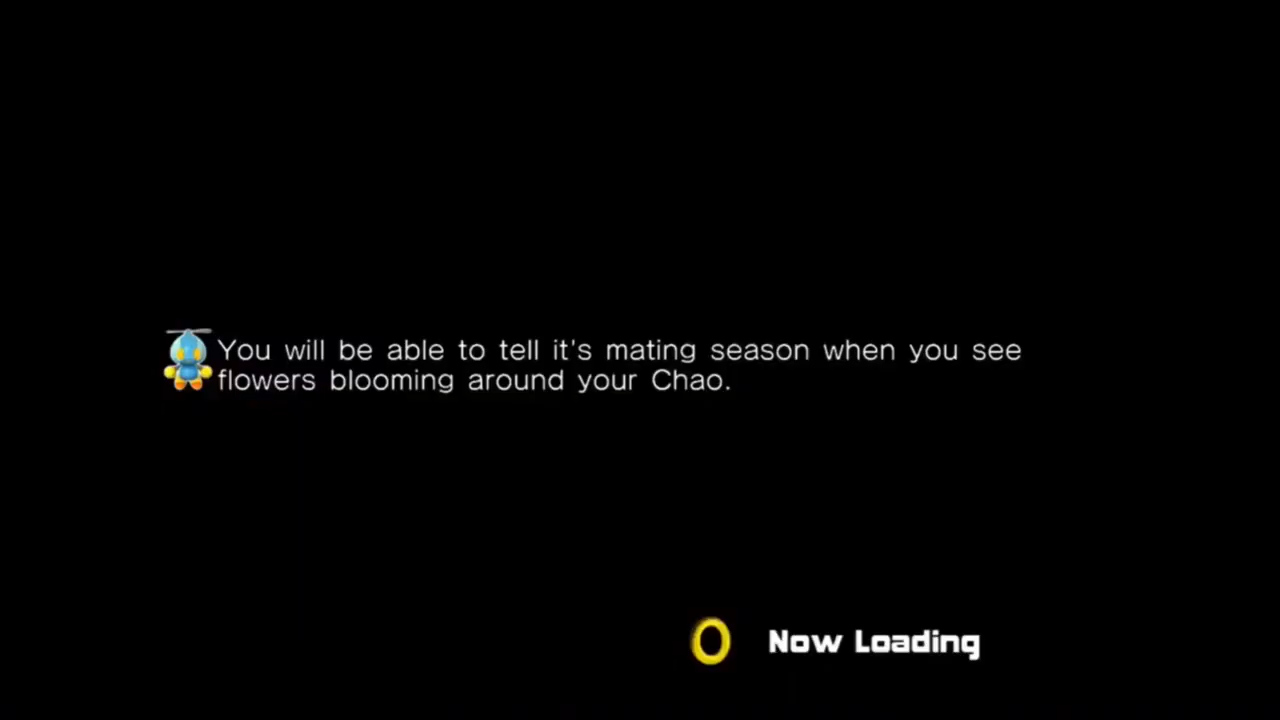 You will be able to tell it's mating season when you see
flowers blooming around your Chao.
Now Loading